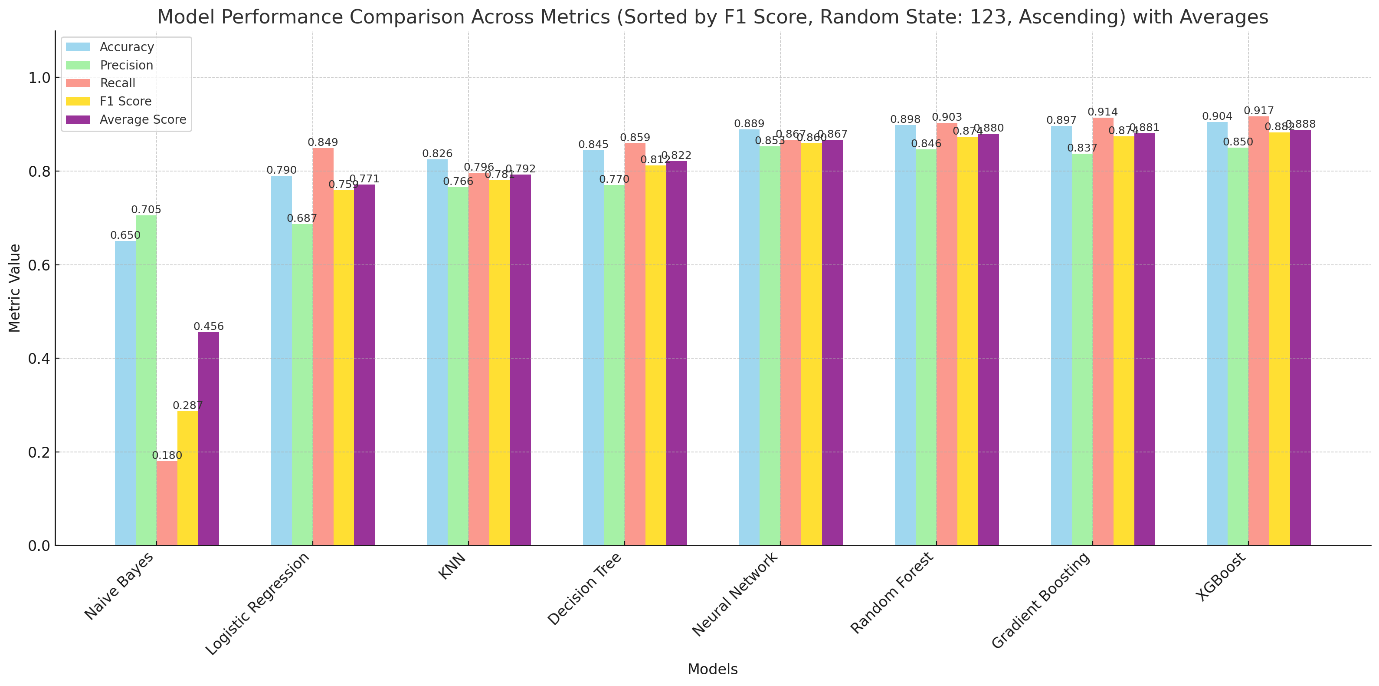 Model Performance Comparison Across Metrics (Sorted by F1 Score, Random State: 123, Ascending) with Averages
Accuracy
Precision
Recall
F1 Score
Average Score
Metric Value
1.0
0.8
0.6
0.4
0.2
0.0
0.650
0.705
0.180
0.287
0.456
0.790
0.687
0.849
0.759
0.771
0.826
0.766
0.796
0.792
0.845
0.770
0.859
0.812
0.822
0.889
0.853
0.867
0.860
0.867
0.898
0.846
0.903
0.880
0.897
0.837
0.914
0.881
0.904
0.850
0.917
0.888
Naive Bayes
Logistic Regression
KNN
Decision Tree
Neural Network
Random Forest
Gradient Boosting
XGBoost
Models